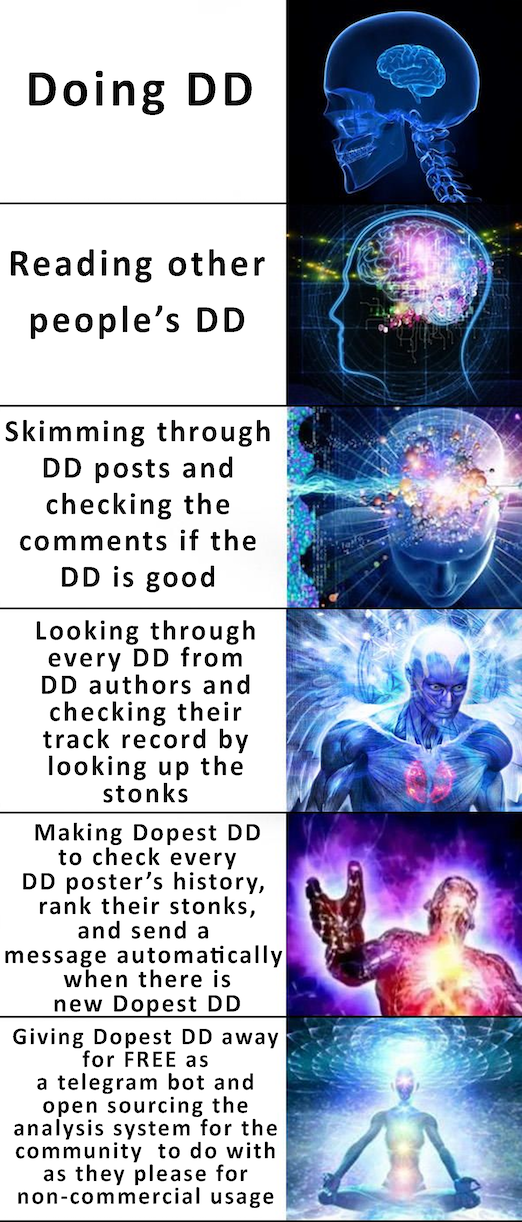 Doing DD
Reading other
people’s DD
Skimming through
DD posts and
checking the
comments if the
DD is good
Looking through
every DD from
DD authors and
checking their
track record by
looking up the
stonks
Making Dopest DD
to check every
DD poster’s history,
rank their stonks,
and send a
message automatically
when there is
new Dopest DD
Giving Dopest DD away
for FREE as
a telegram bot and
open sourcing the
analysis system for the
community to do with
as they please for
non-commercial usage